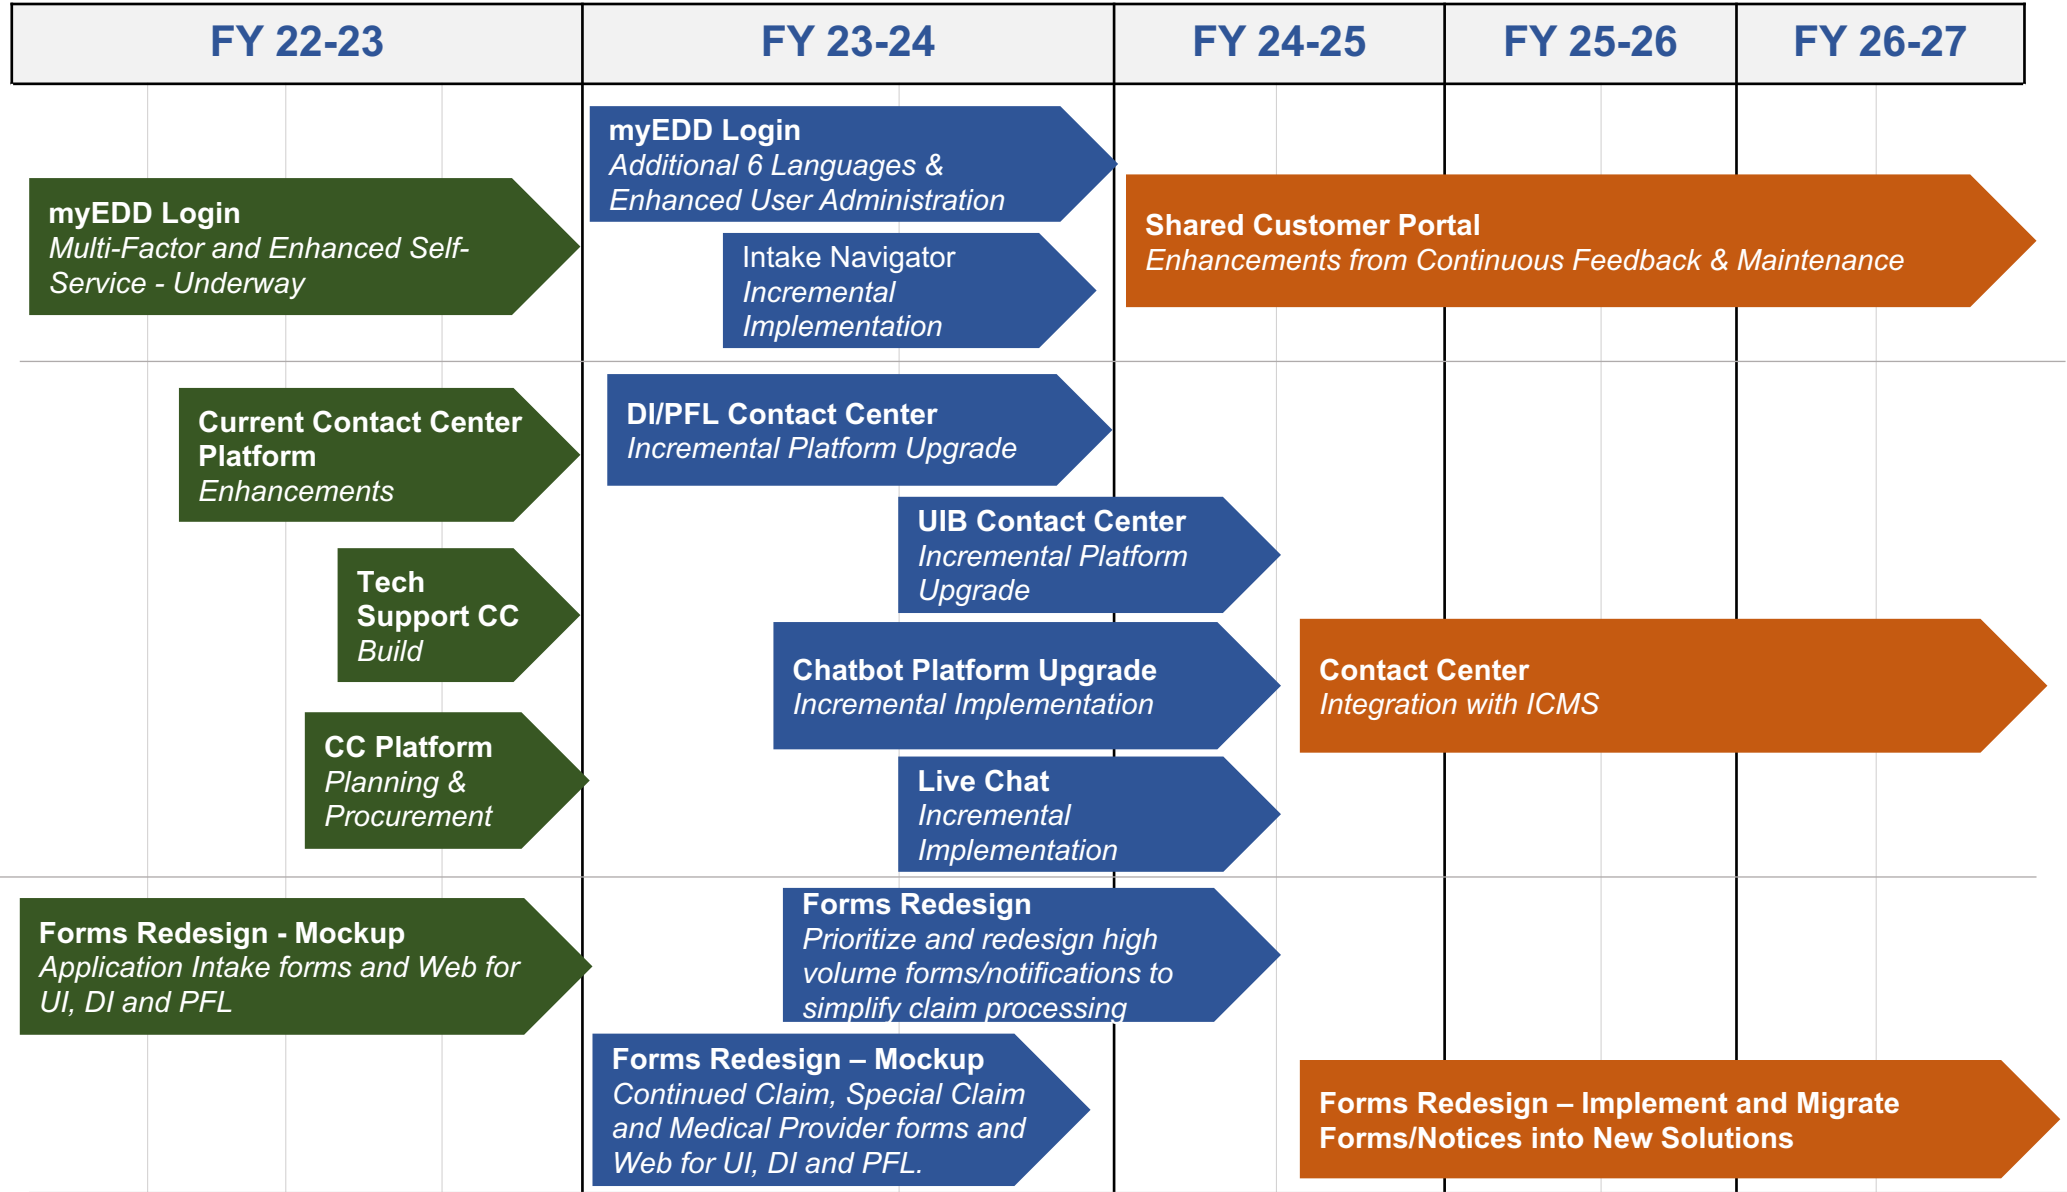 FY 22-23
FY 23-24
FY 24-25
FY 25-26
FY 26-27
myEDD Login
Multi-Factor and Enhanced Self-
Service - Underway
myEDD Login
Additional 6 Languages &
Enhanced User Administration
Intake Navigator
Incremental
Implementation
Shared Customer Portal
Enhancements from Continuous Feedback & Maintenance
Current Contact Center
Platform
Enhancements
Tech
Support CC
Build
CC Platform
Planning &
Procurement
DI/PFL Contact Center
Incremental Platform Upgrade
UIB Contact Center
Incremental Platform
Upgrade
Chatbot Platform Upgrade
Incremental Implementation
Live Chat
Incremental
Implementation
Contact Center
Integration with ICMS
Forms Redesign - Mockup
Application Intake forms and Web for
UI, DI and PFL
Forms Redesign
Prioritize and redesign high
volume forms/notifications to
simplify claim processing
Forms Redesign – Mockup
Continued Claim, Special Claim
and Medical Provider forms and
Web for UI, DI and PFL.
Forms Redesign – Implement and Migrate
Forms/Notices into New Solutions